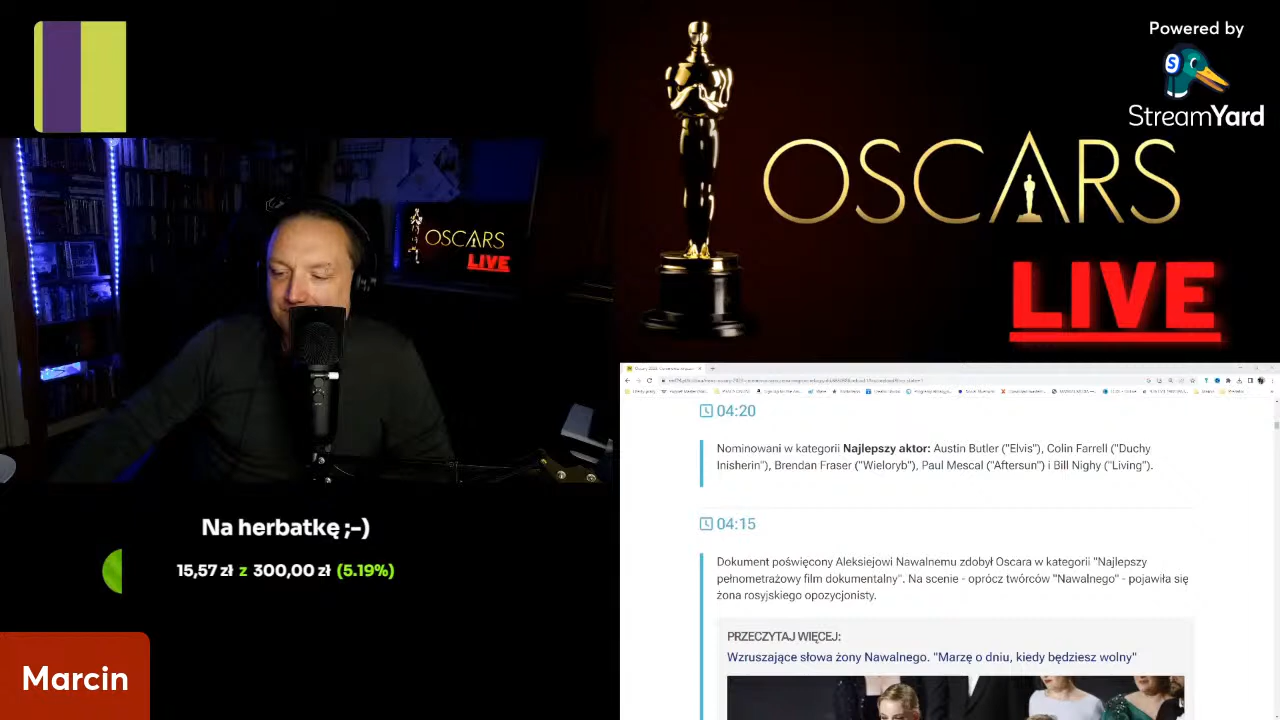 Powered by
StreamYard
OSCARS
LIVE
OSCARS
LIVE
04:20
Nominowani w kategorii Najlepszy aktor: Austin Butler ("Elvis"), Colin Farrell ("Duchy
Inisherin"), Brendan Fraser ("Wieloryb"), Paul Mescal ("Aftersun") i Bill Nighy ("Living").
04:15
Dokument poświęcony Aleksiejowi Nawalnemu zdobył Oscara w kategorii "Najlepszy
pełnometrażowy film dokumentalny". Na scenie - oprócz twórców "Nawalnego" - pojawiła się
żona rosyjskiego opozycjonisty.
PRZECZYTAJ WIĘCEJ:
Wzruszające słowa żony Nawalnego. "Marzę o dniu, kiedy będziesz wolny"
Na herbatkę ;-)
15,57 zł z 300,00 zł (5.19%)
Marcin